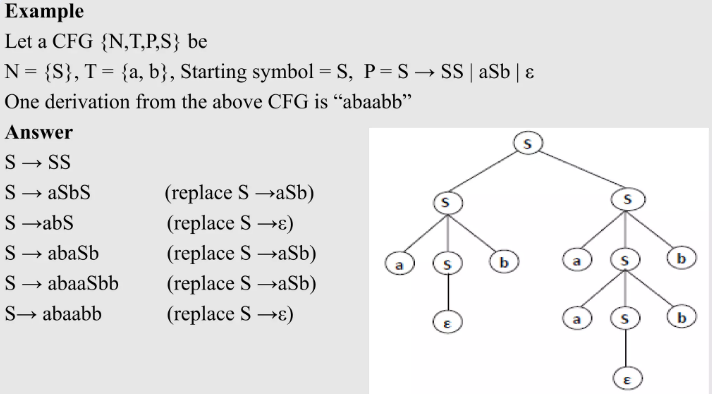 Example
Let a CFG {N,T,P,S} be
N = {S}, T = {a, b}, Starting symbol = S, P = S → SS | aSb | ε
One derivation from the above CFG is “abaabb”
Answer
S → SS
S → aSbS (replace S →aSb)
S →abS (replace S →ε)
S → abaSb (replace S →aSb)
S → abaaSbb (replace S →aSb)
S→ abaabb (replace S →ε)
S
S S
a S b a S b
ε a S b
ε